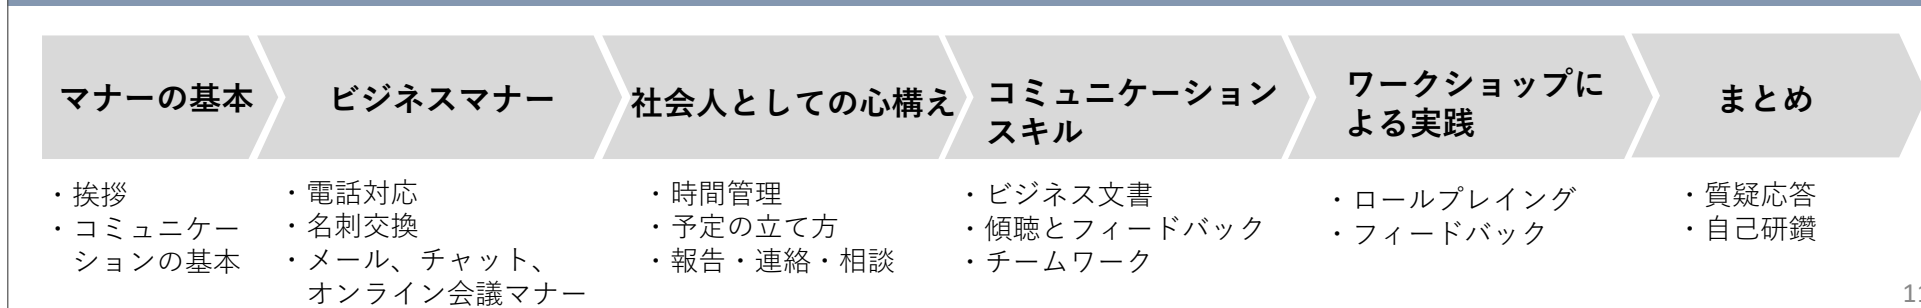 マナーの基本
ビジネスマナー
社会人としての心構え
コミュニケーション
スキル
ワークショップに
よる実践
まとめ
・挨拶
・コミュニケー
ションの基本
・電話対応
・名刺交換
・メール、チャット、
オンライン会議マナー
・時間管理
・予定の立て方
・報告・連絡・相談
・ビジネス文書
・傾聴とフィードバック
・チームワーク
・ロールプレイング
・フィードバック
・質疑応答
・自己研鑽